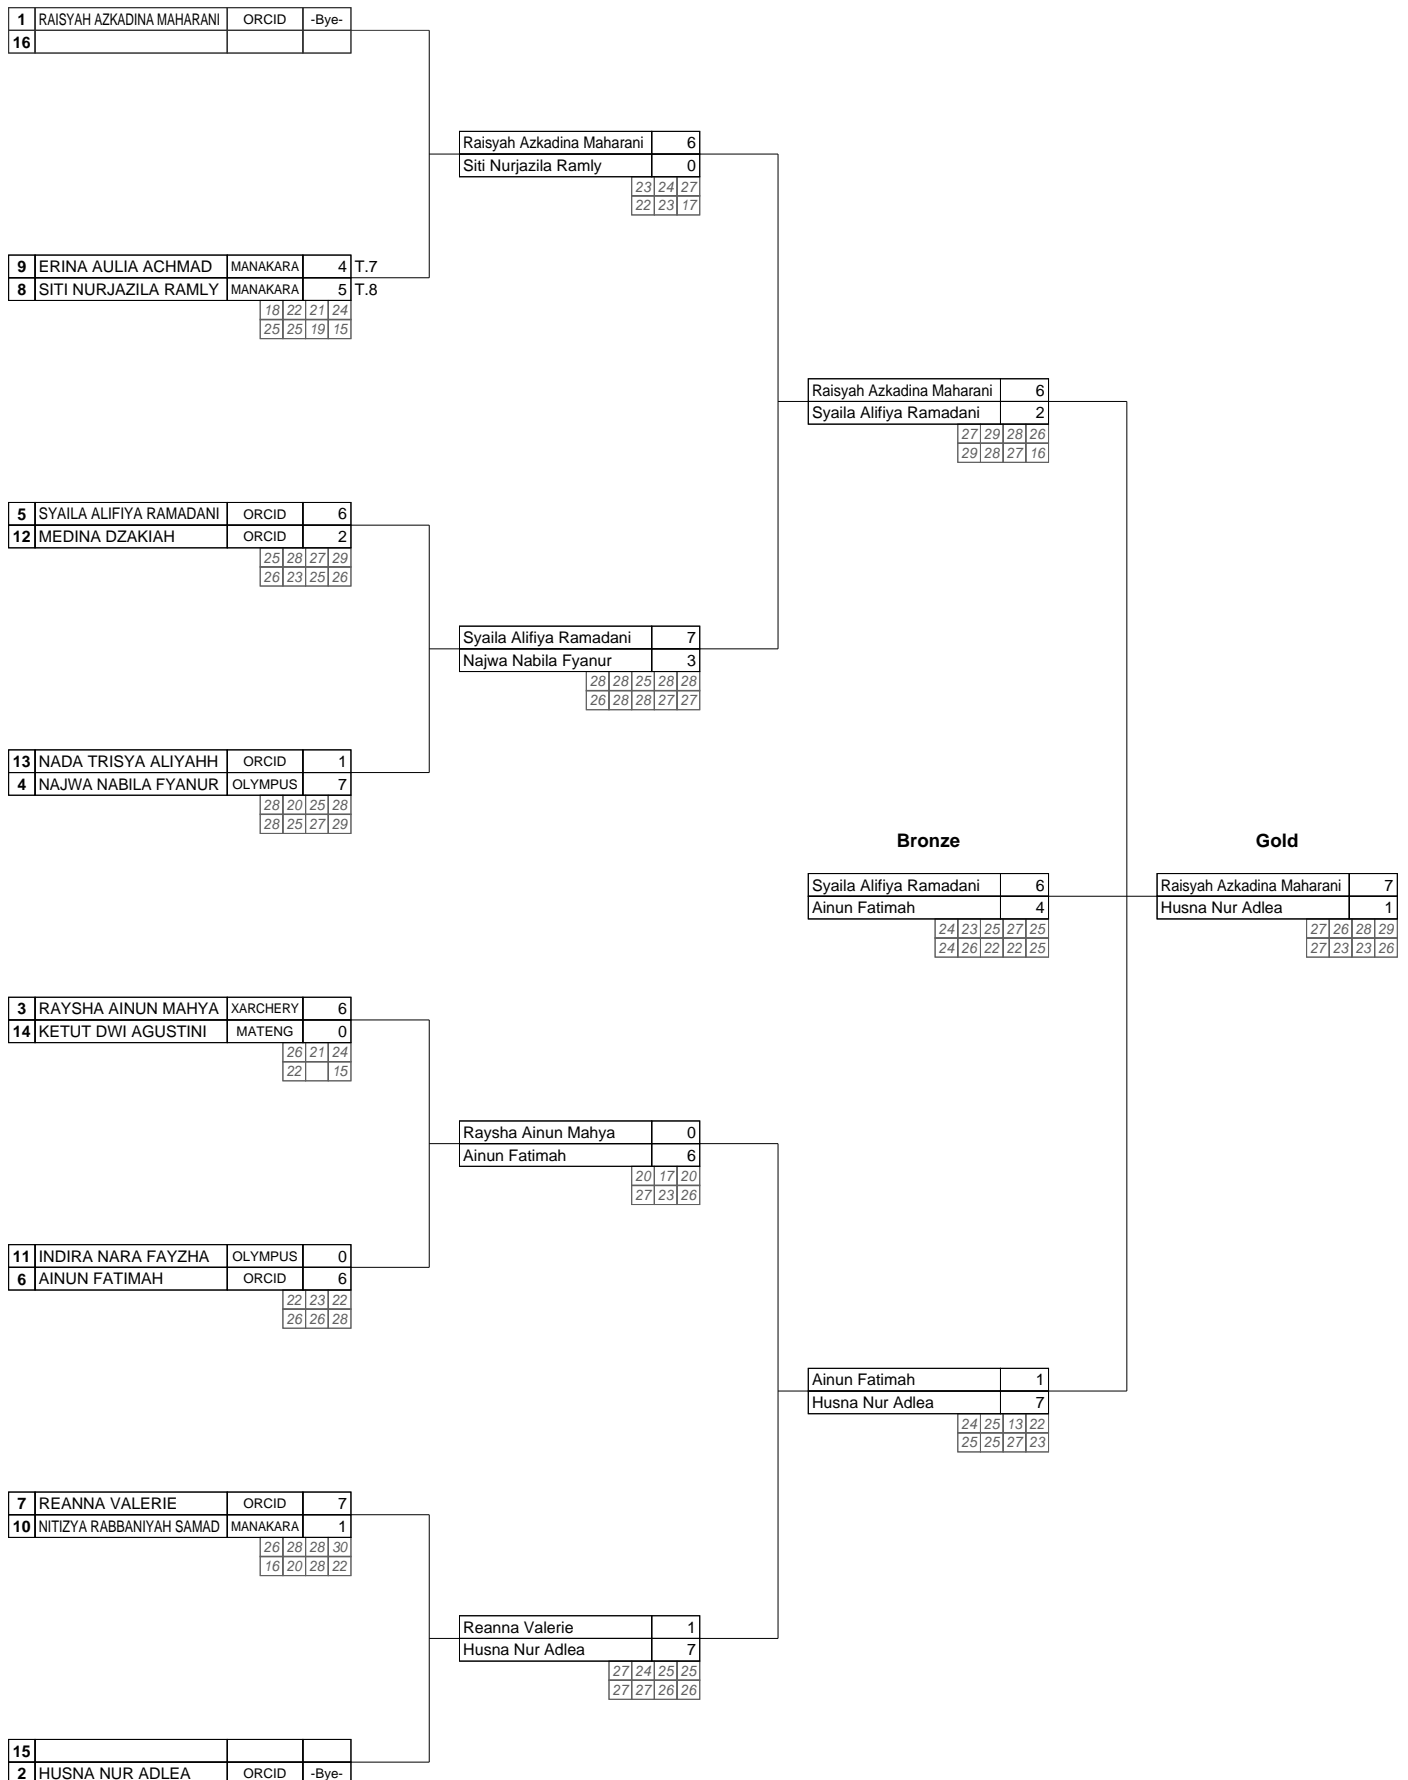 1 RAISYAH AZKADINA MAHARANI ORCID -Bye-
16
Raisyah Azkadina Maharani 6
Siti Nurjazila Ramly 0
23 24 27
22 23 17
9 ERINA AULIA ACHMAD MANAKARA 4 T.7
8 SITI NURJAZILA RAMLY MANAKARA 5 T.8
18 22 21 24
25 25 19 15
Raisyah Azkadina Maharani 6
Syaila Alifiya Ramadani 2
27 29 28 26
29 28 27 16
5 SYAILA ALIFIYA RAMADANI ORCID 6
12 MEDINA DZAKIAH ORCID 2
25 28 27 29
26 23 25 26
Syaila Alifiya Ramadani 7
Najwa Nabila Fyanur 3
28 28 25 28 28
26 28 28 27 27
13 NADA TRISYA ALIYAHH ORCID 1
4 NAJWA NABILA FYANUR OLYMPUS 7
28 20 25 28
28 25 27 29
Bronze Gold
Syaila Alifiya Ramadani 6 Raisyah Azkadina Maharani 7
Ainun Fatimah 4 Husna Nur Adlea 1
24 23 25 27 25 27 26 28 29
24 26 22 22 25 27 23 23 26
3 RAYSHA AINUN MAHYA XARCHERY 6
14 KETUT DWI AGUSTINI MATENG 0
26 21 24
22 15
Raysha Ainun Mahya 0
Ainun Fatimah 6
20 17 20
27 23 26
11 INDIRA NARA FAYZHA OLYMPUS 0
6 AINUN FATIMAH ORCID 6
22 23 22
26 26 28
Ainun Fatimah 1
Husna Nur Adlea 7
24 25 13 22
25 25 27 23
7 REANNA VALERIE ORCID 7
10 NITIZYA RABBANIYAH SAMAD MANAKARA 1
26 28 28 30
16 20 28 22
Reanna Valerie 1
Husna Nur Adlea 7
27 24 25 25
27 27 26 26
15
2 HUSNA NUR ADLEA ORCID -Bye-